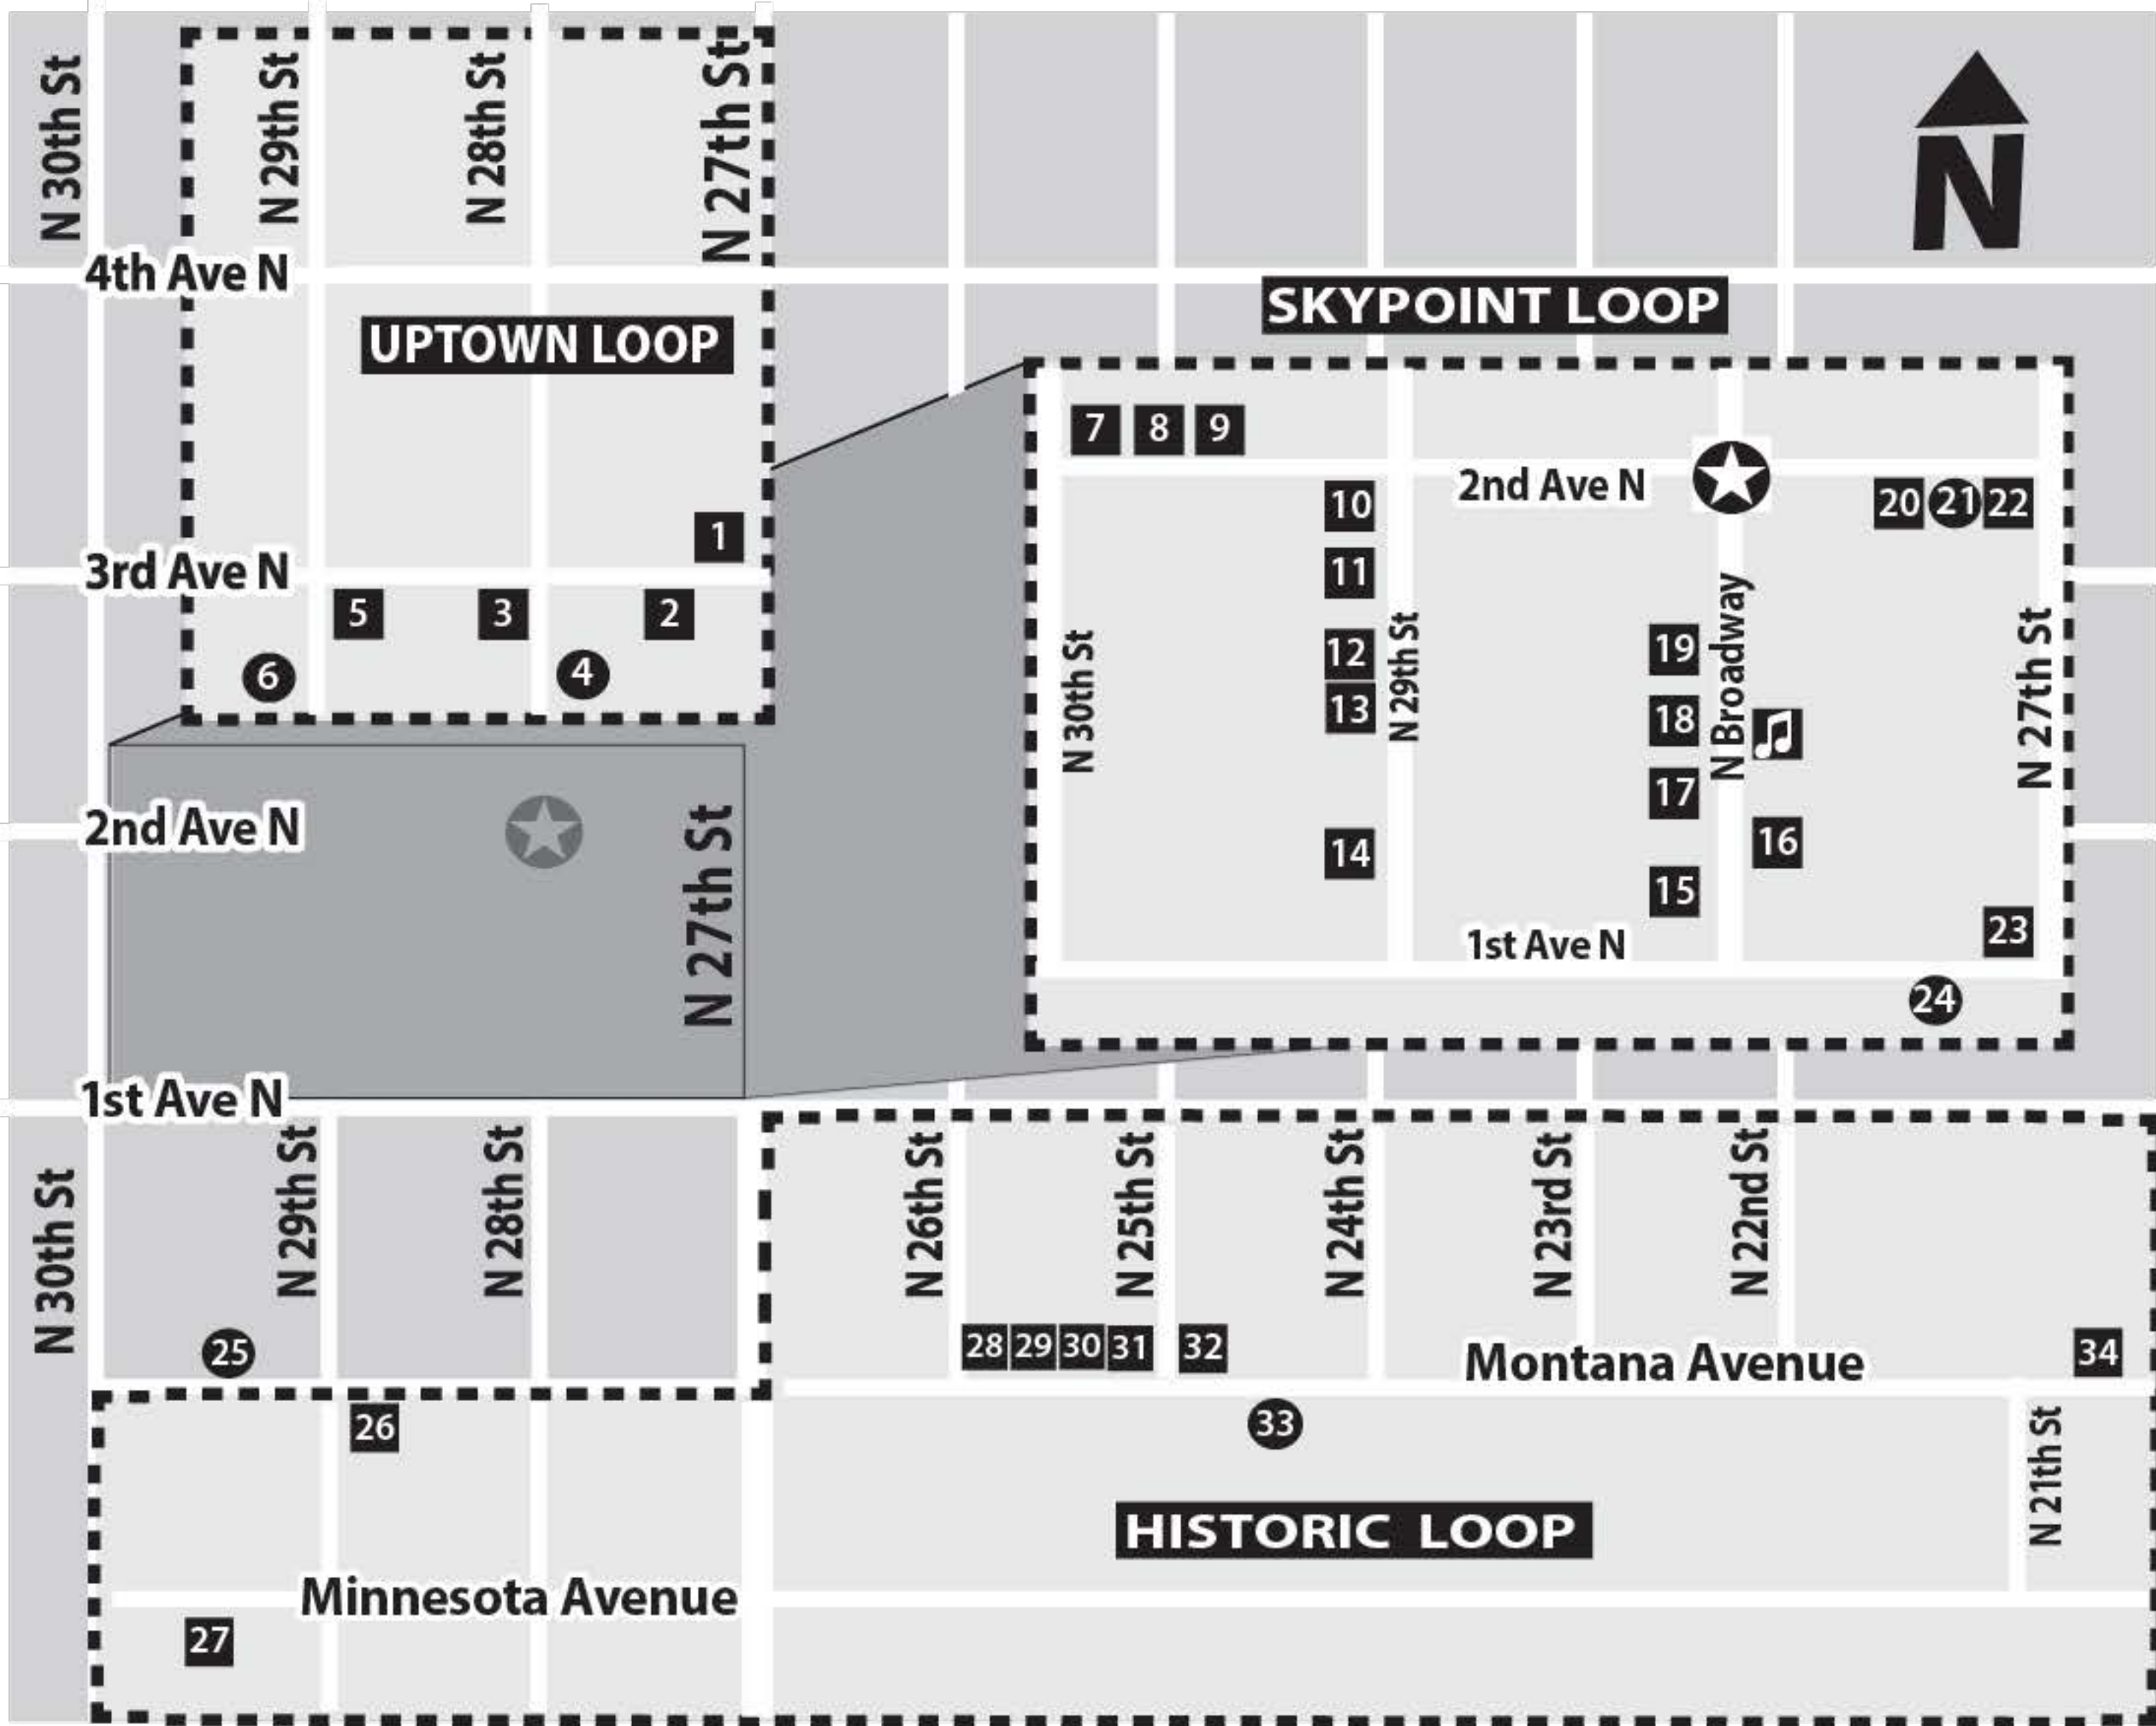 N 30th St
N 29th St
N 28th St
N 27th St
N
4th Ave N
SKYPOINT LOOP
UPTOWN LOOP
7 8 9
2nd Ave N
10
20 21 22
1
11
3rd Ave N
5 3 2
6 4
12
13
14
N 30th St
N 29th St
19
18
17
16
15
N Broadway
N 27th St
2nd Ave N
N 27th St
1st Ave N
23
24
1st Ave N
N 30th St
N 29th St
N 28th St
N 26th St
N 25th St
N 24th St
N 23rd St
N 22nd St
25
28 29 30 31 32
Montana Avenue
34
26
33
N 21th St
HISTORIC LOOP
Minnesota Avenue
27